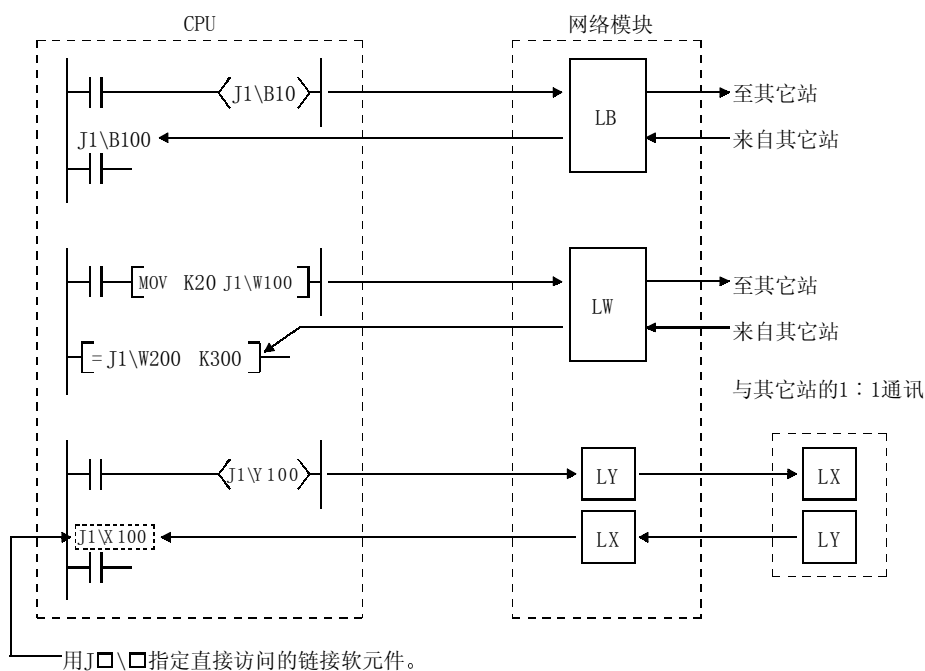 CPU
网络模块
J1\B10
LB
至其它站
J1\B100
来自其它站
MOV K20 J1\W100
LW
至其它站
来自其它站
= J1\W200 K300
与其它站的1：1通讯
J1\Y100
LY
LX
J1\X100
LX
LY
用J□\□指定直接访问的链接软元件。